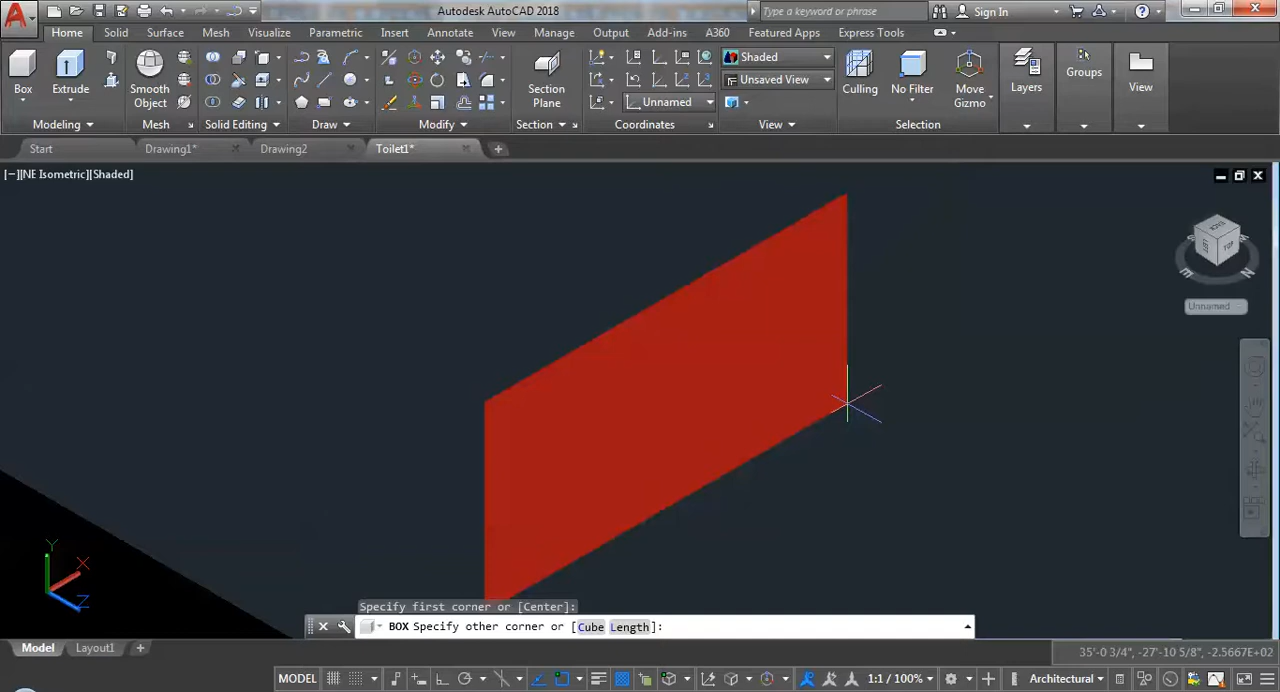 Autodesk AutoCAD 2018
Type a keyword or phrase
Sign In
Home Solid Surface Mesh Visualize Parametric Insert Annotate View Manage Output Add-ins A360 Featured Apps Express Tools
Box
Extrude
Smooth
Object
Section
Plane
Shaded
Unsaved View
Unnamed
Culling
No Filter
Move
Gizmo
Layers
Groups
View
Modeling
Mesh
Solid Editing
Draw
Modify
Section
Coordinates
View
Selection
Start
Drawing1*
Drawing2
Toilet1*
[−][NE Isometric][Shaded]
TOP
N
E
N
Unnamed
Y
X
Z
Specify first corner or [Center]:
BOX Specify other corner or [Cube Length]:
Model
Layout1
35'-0 3/4", -27'-10 5/8", -2.5667E+02
MODEL
1:1 / 100%
Architectural